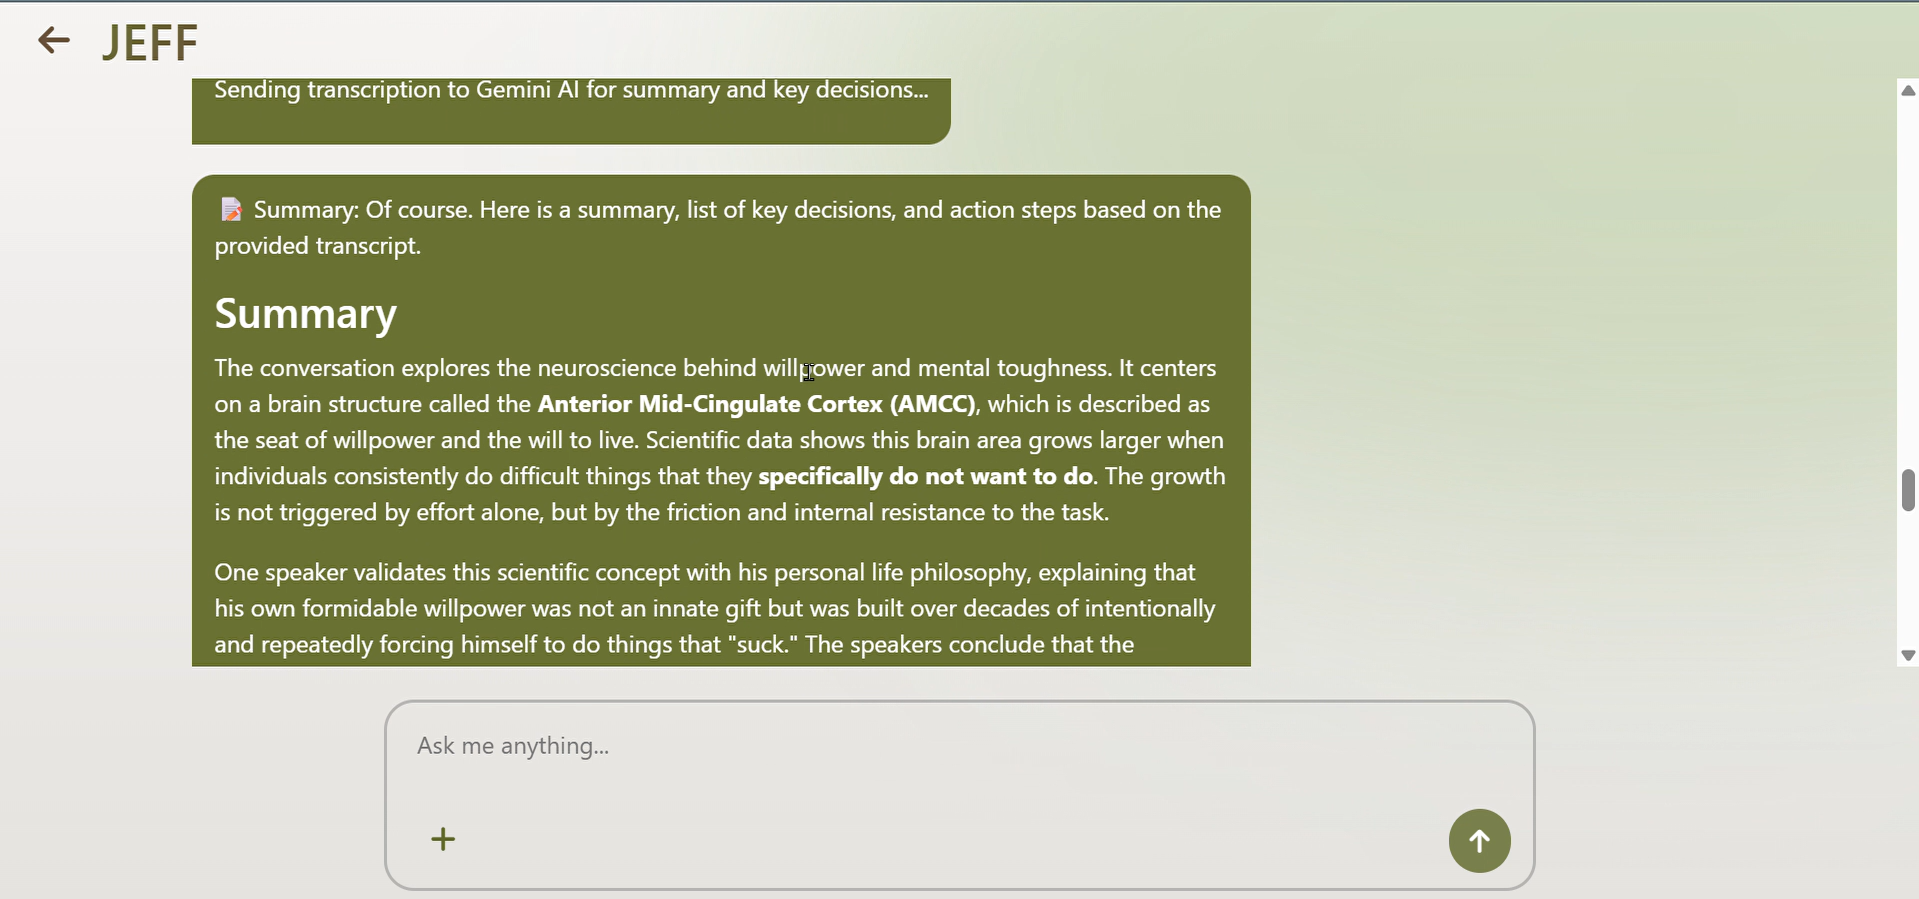 JEFF
Sending transcription to Gemini AI for summary and key decisions...
Summary: Of course. Here is a summary, list of key decisions, and action steps based on the
provided transcript.
Summary
The conversation explores the neuroscience behind willpower and mental toughness. It centers
on a brain structure called the Anterior Mid-Cingulate Cortex (AMCC), which is described as
the seat of willpower and the will to live. Scientific data shows this brain area grows larger when
individuals consistently do difficult things that they specifically do not want to do. The growth
is not triggered by effort alone, but by the friction and internal resistance to the task.
One speaker validates this scientific concept with his personal life philosophy, explaining that
his own formidable willpower was not an innate gift but was built over decades of intentionally
and repeatedly forcing himself to do things that "suck." The speakers conclude that the
Ask me anything...